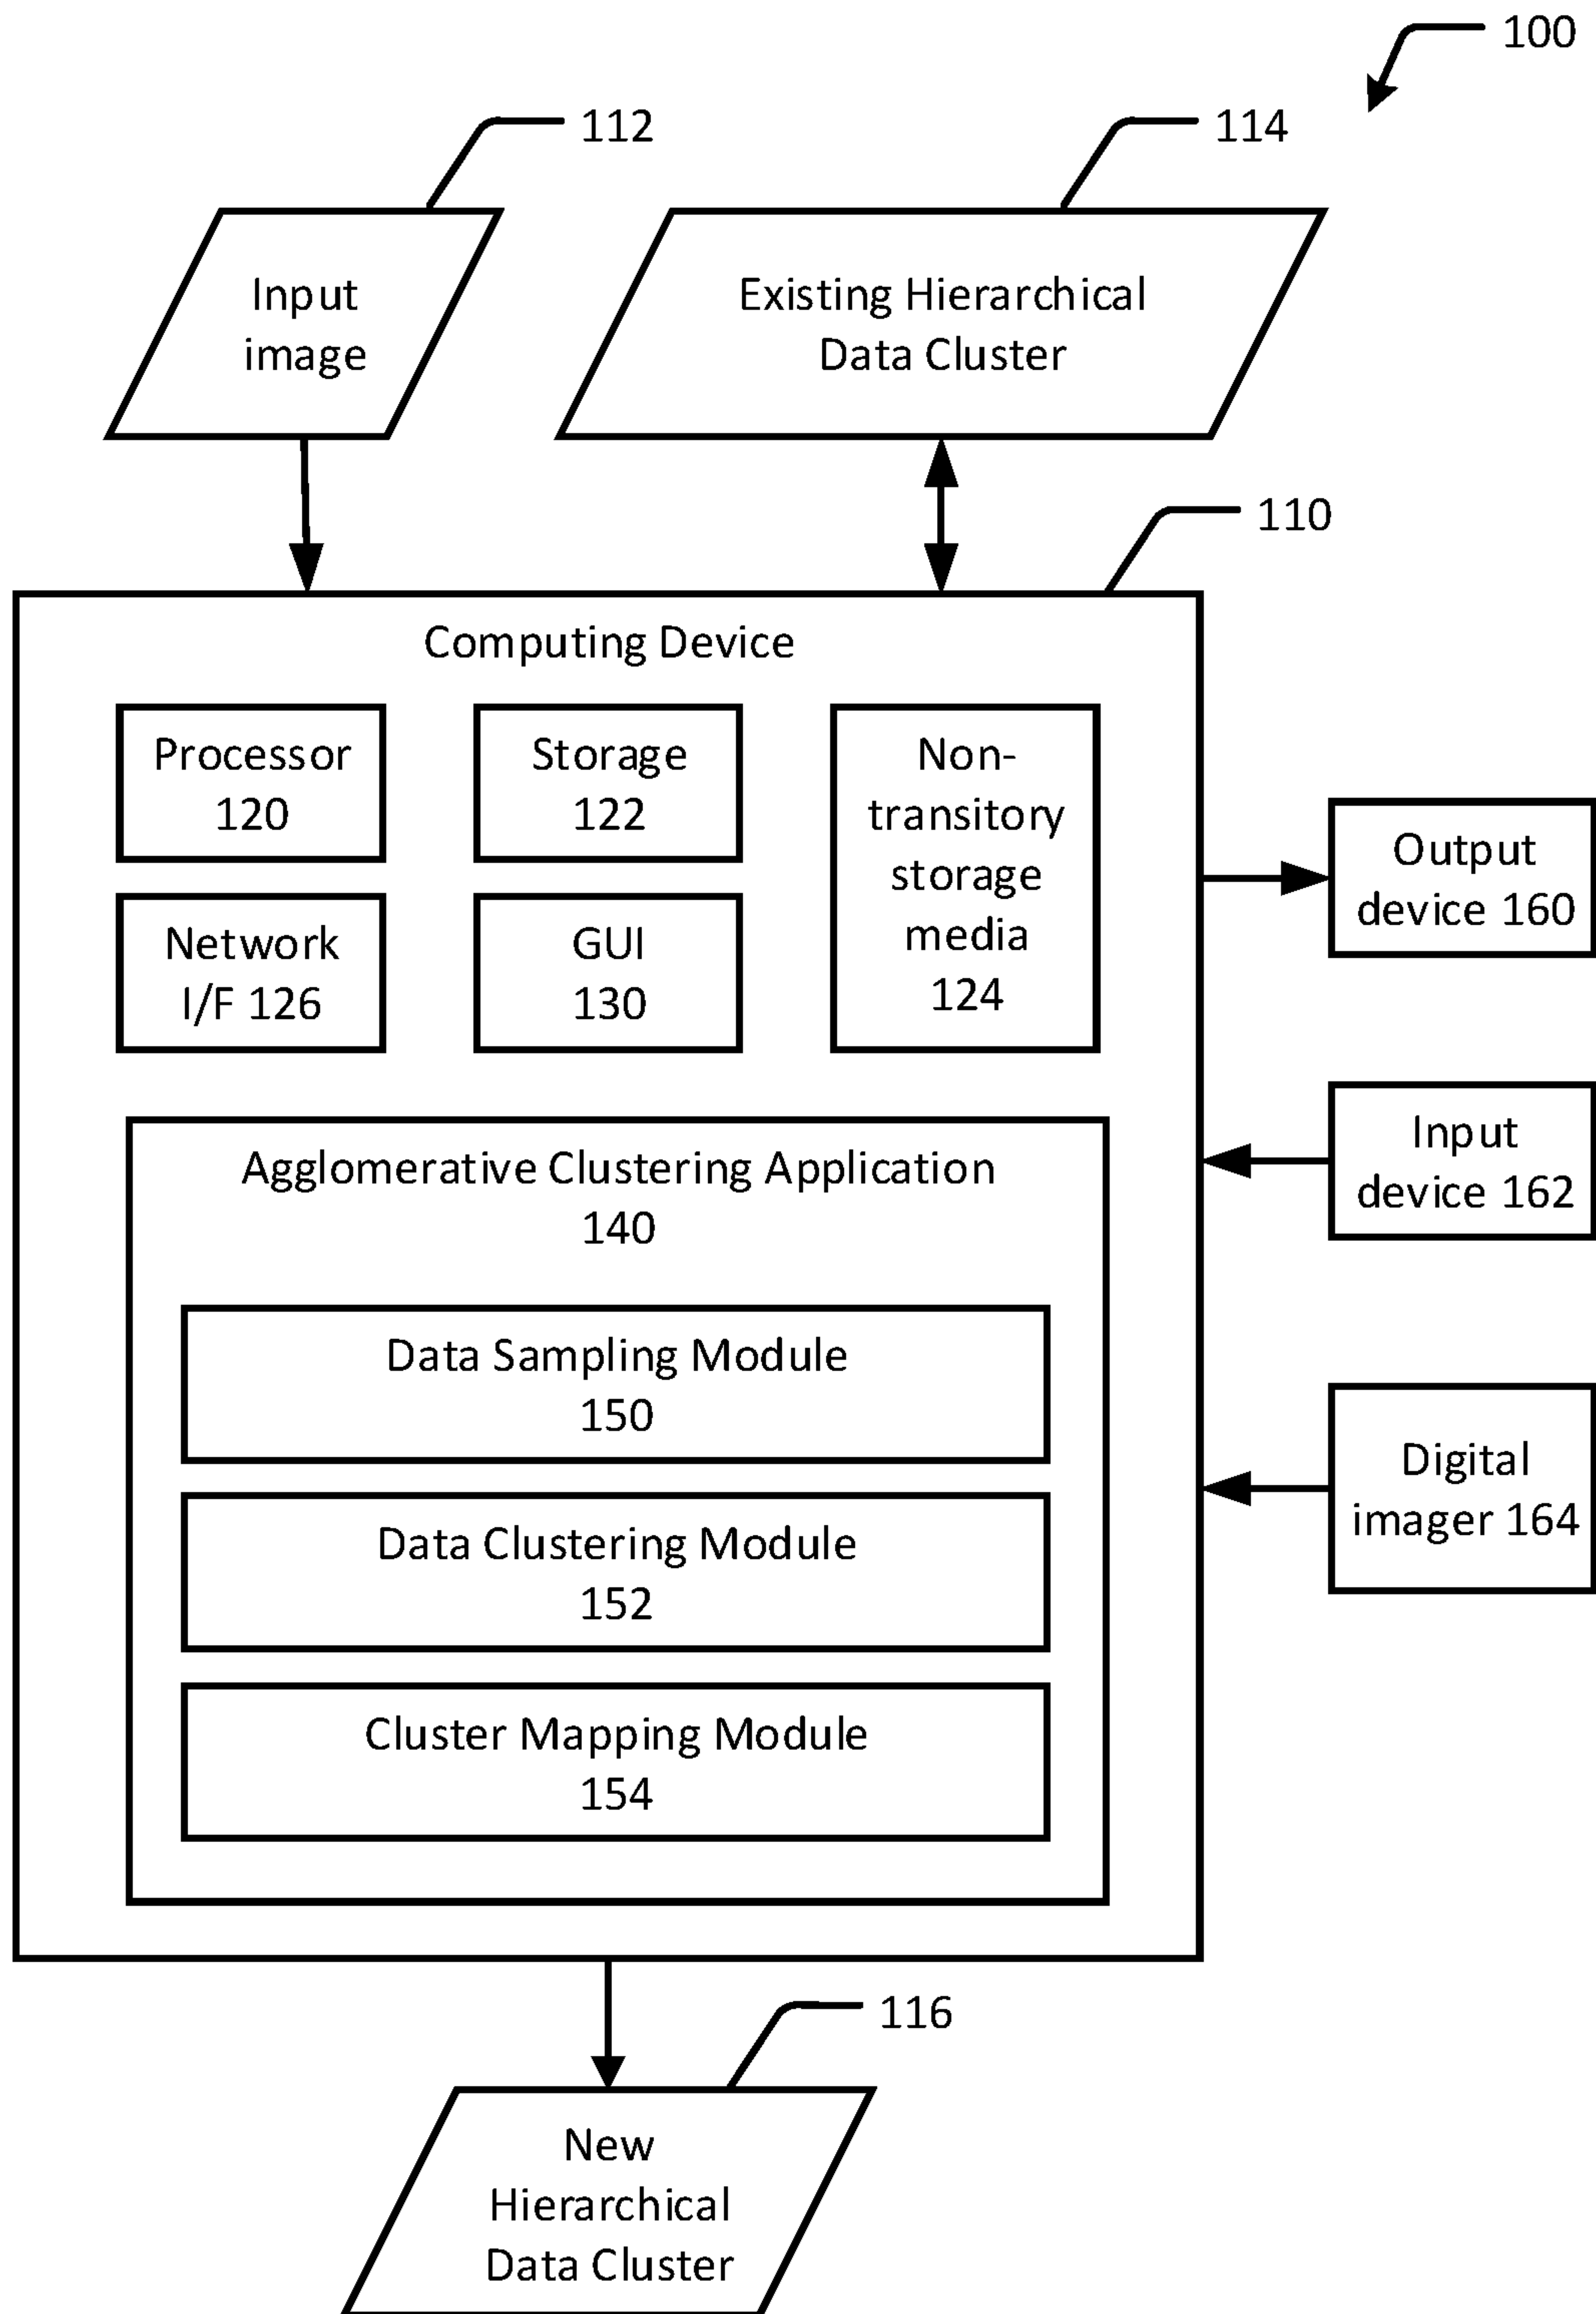 100
112
114
Input
image
Existing Hierarchical
Data Cluster
110
Computing Device
Processor
120
Storage
122
Non-
transitory
storage
media
124
Network
I/F 126
GUI
130
Output
device 160
Input
device 162
Digital
imager 164
Agglomerative Clustering Application
140
Data Sampling Module
150
Data Clustering Module
152
Cluster Mapping Module
154
116
New
Hierarchical
Data Cluster